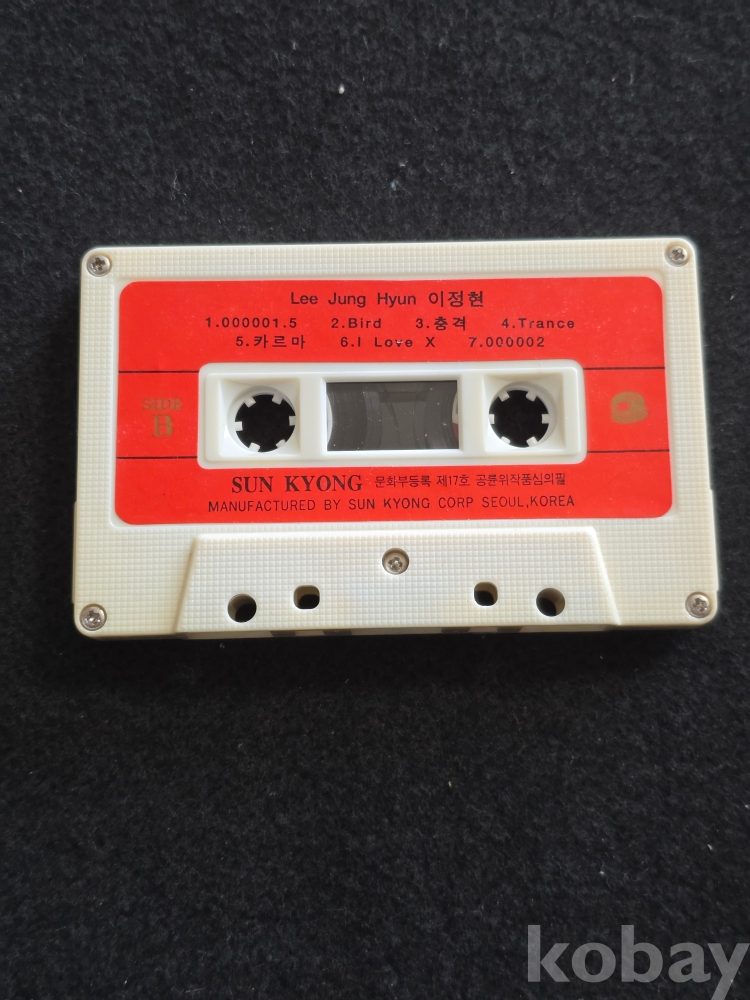 Lee Jung Hyun 이정현
1.000001.5 2.Bird 3.충격 4.Trance
5.카르마 6.I Love X 7.000002
B
SUN KYONG 문화부등록 제17호 공륜위작품심의필
MANUFACTURED BY SUN KYONG CORP SEOUL,KOREA
kobay